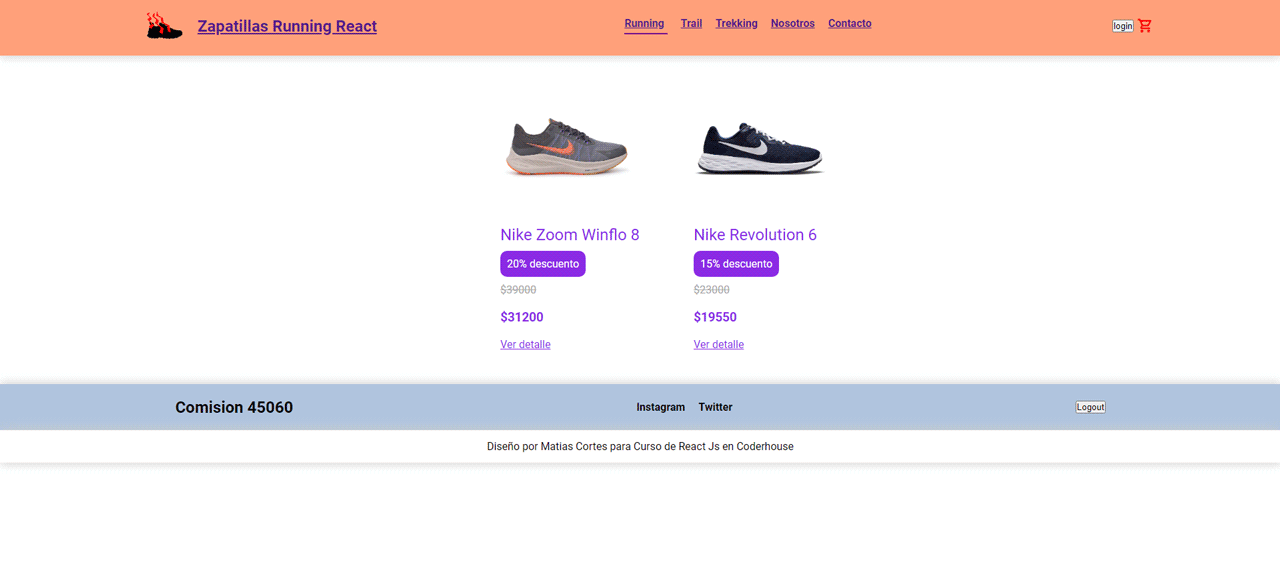 Zapatillas Running React
Running Trail Trekking Nosotros Contacto
login
Nike Zoom Winflo 8
20% descuento
$39000
$31200
Ver detalle
Nike Revolution 6
15% descuento
$23000
$19550
Ver detalle
Comision 45060
Instagram Twitter
Logout
Diseño por Matias Cortes para Curso de React Js en Coderhouse